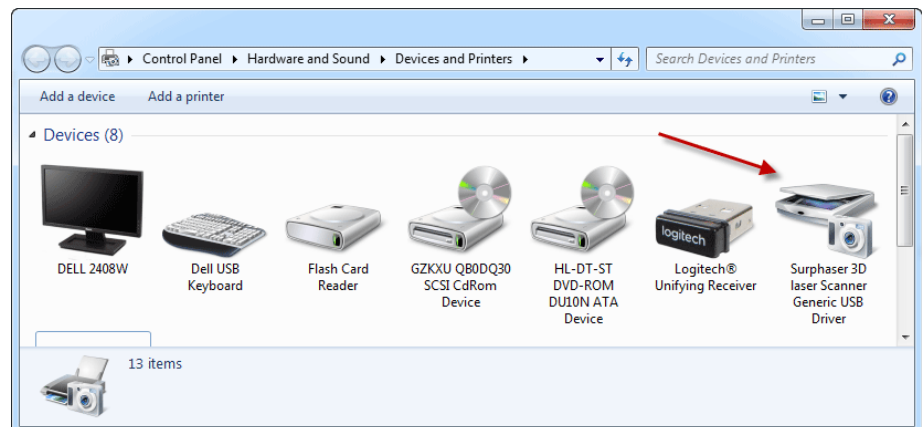 Control Panel Hardware and Sound Devices and Printers Search Devices and Printers
Add a device Add a printer
Devices (8)
logitech
DELL 2408W
Dell USB
Keyboard
Flash Card
Reader
GZKXU QB0DQ30
SCSI CdRom
Device
HL-DT-ST
DVD-ROM
DU10N ATA
Device
Logitech®
Unifying Receiver
Surphaser 3D
laser Scanner
Generic USB
Driver
13 items